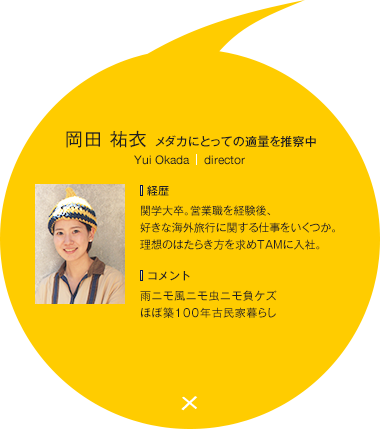 岡田 祐衣 メダカにとっての適量を推察中
Yui Okada | director
経歴
関学大卒。営業職を経験後、
好きな海外旅行に関する仕事をいくつか。
理想のはたらき方を求めTAMに入社。
コメント
雨ニモ風ニモ虫ニモ負ケズ
ほぼ築100年古民家暮らし